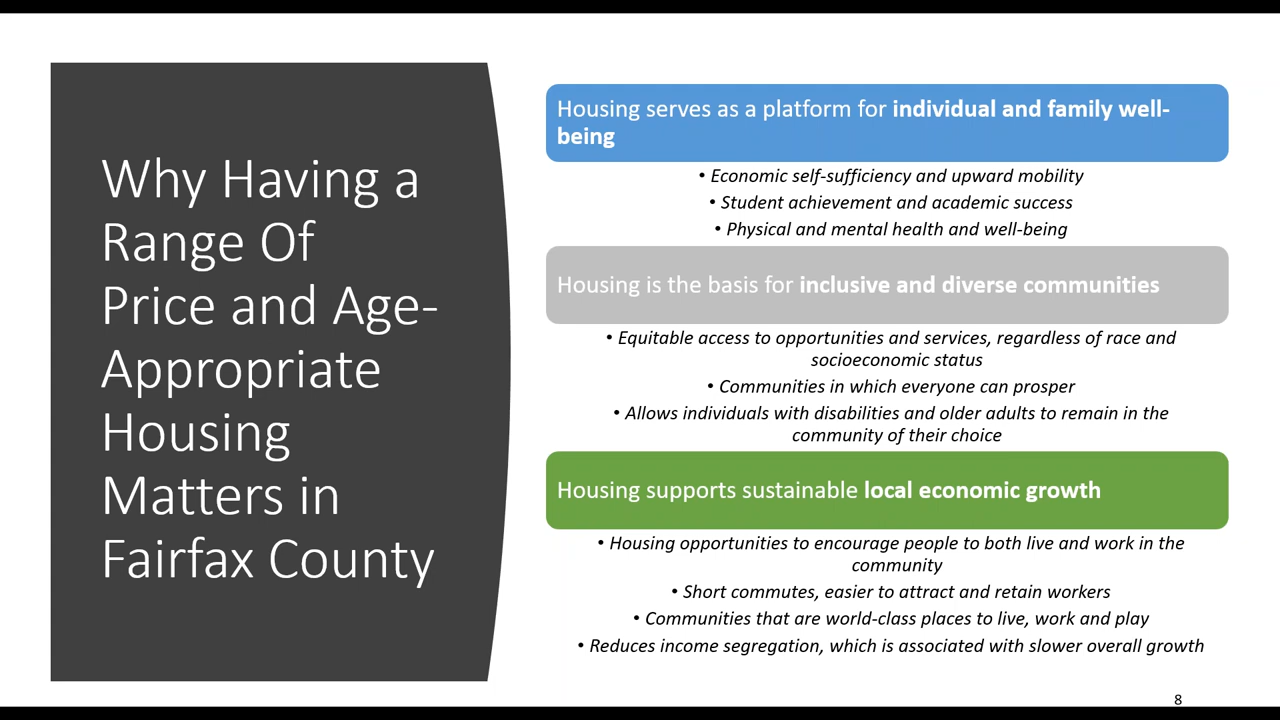 Why Having a
Range Of
Price and Age-
Appropriate
Housing
Matters in
Fairfax County
Housing serves as a platform for individual and family well-
being
• Economic self-sufficiency and upward mobility
• Student achievement and academic success
• Physical and mental health and well-being
Housing is the basis for inclusive and diverse communities
• Equitable access to opportunities and services, regardless of race and
socioeconomic status
• Communities in which everyone can prosper
• Allows individuals with disabilities and older adults to remain in the
community of their choice
Housing supports sustainable local economic growth
• Housing opportunities to encourage people to both live and work in the
community
• Short commutes, easier to attract and retain workers
• Communities that are world-class places to live, work and play
• Reduces income segregation, which is associated with slower overall growth
8